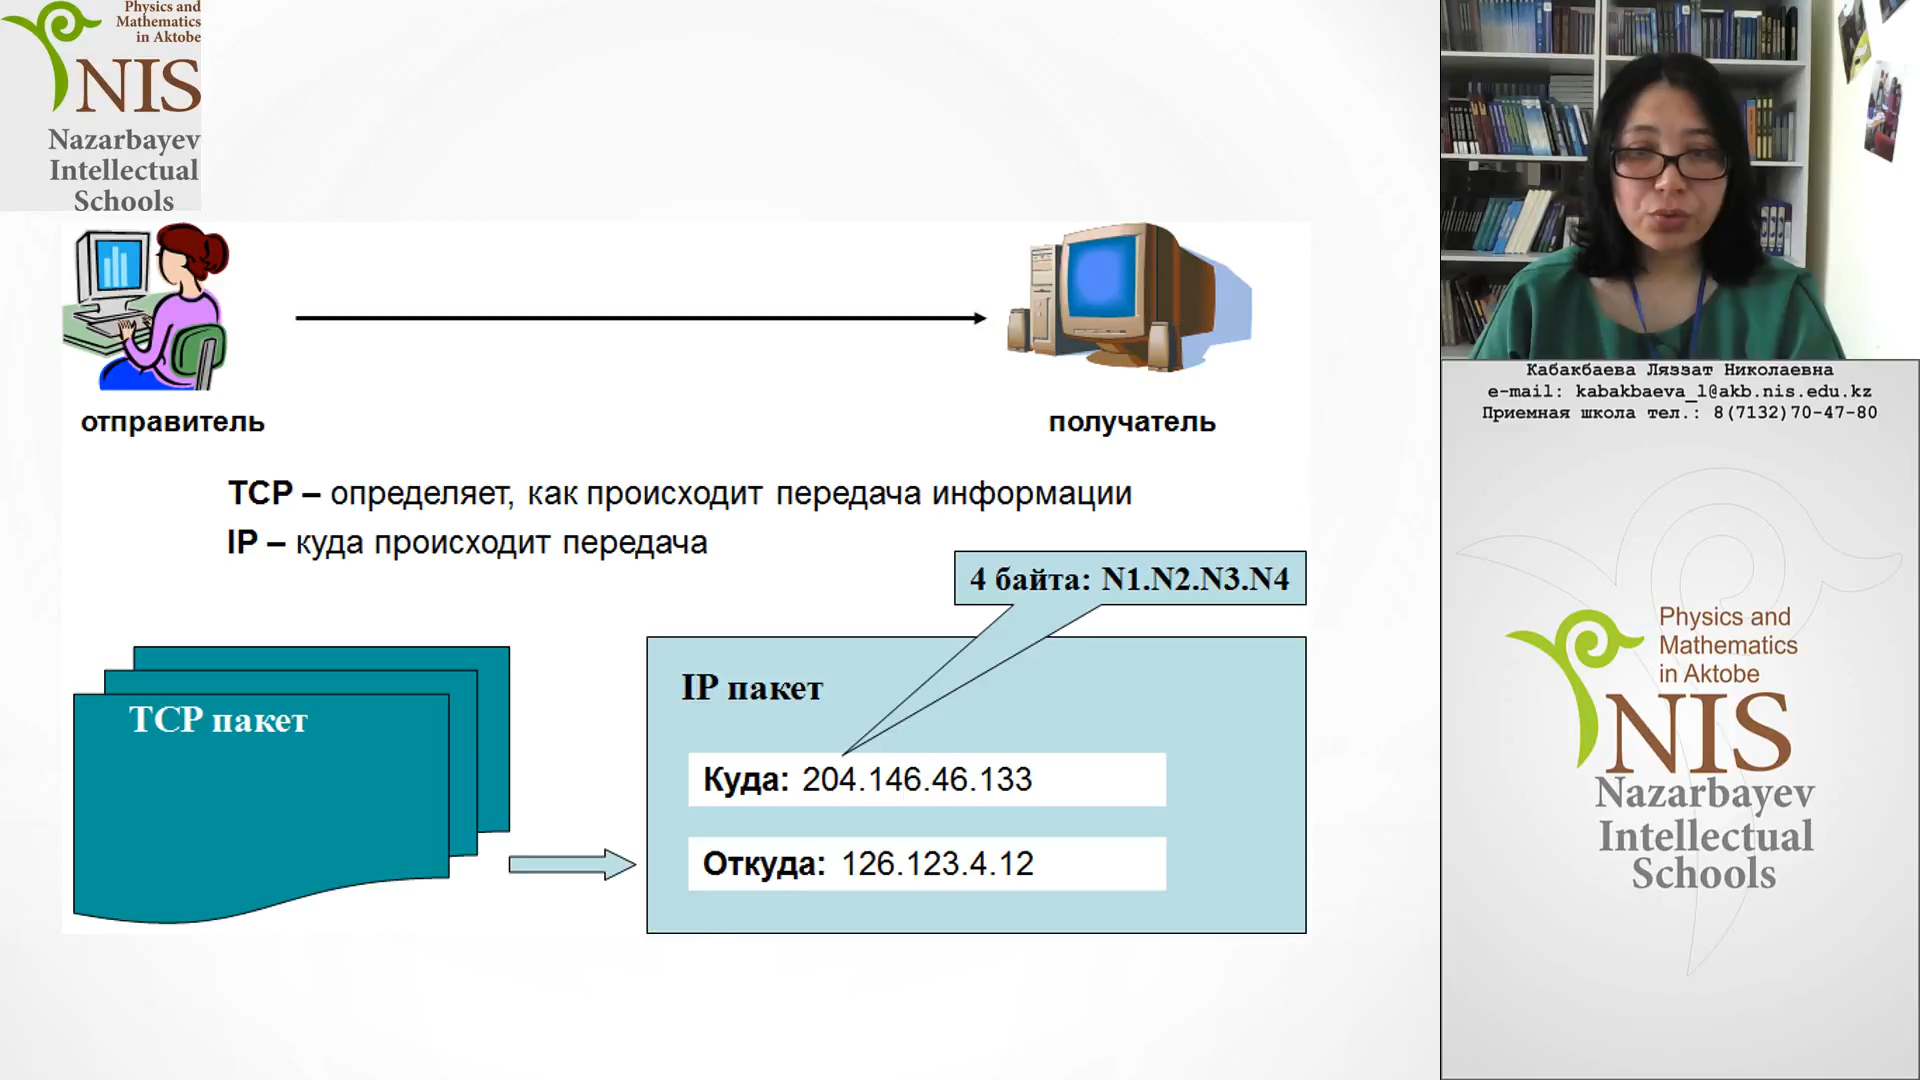 Physics and
Mathematics
in Aktobe
NIS
Nazarbayev
Intellectual
Schools
отправитель
получатель
TCP – определяет, как происходит передача информации
IP – куда происходит передача
4 байта: N1.N2.N3.N4
TCP пакет
IP пакет
Куда: 204.146.46.133
Откуда: 126.123.4.12
Кабакбаева Ляззат Николаевна
e-mail: kabakbaeva_l@akb.nis.edu.kz
Приемная школа тел.: 8(7132)70-47-80
Physics and
Mathematics
in Aktobe
NIS
Nazarbayev
Intellectual
Schools